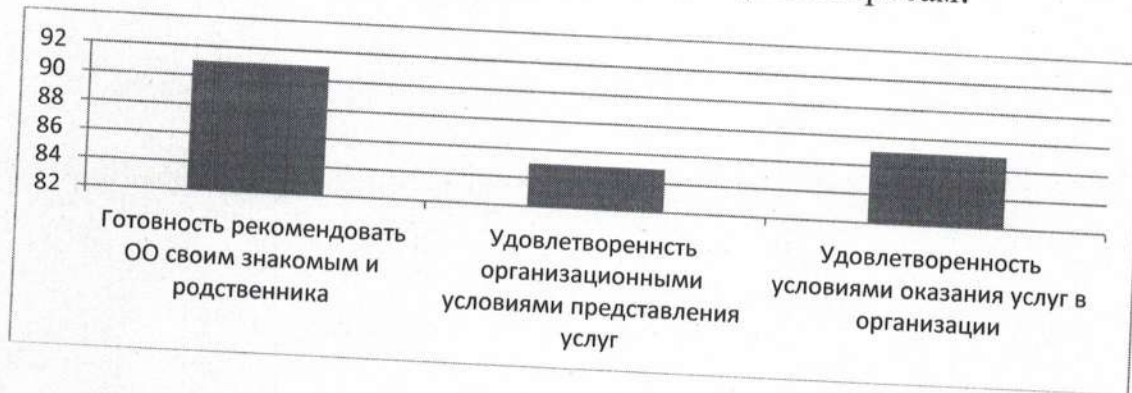 92
90
88
86
84
82
Готовность рекомендовать
ОО своим знакомым и
родственника
Удовлетвореннсть
организационными
условиями представления
услуг
Удовлетворенность
условиями оказания услуг в
организации